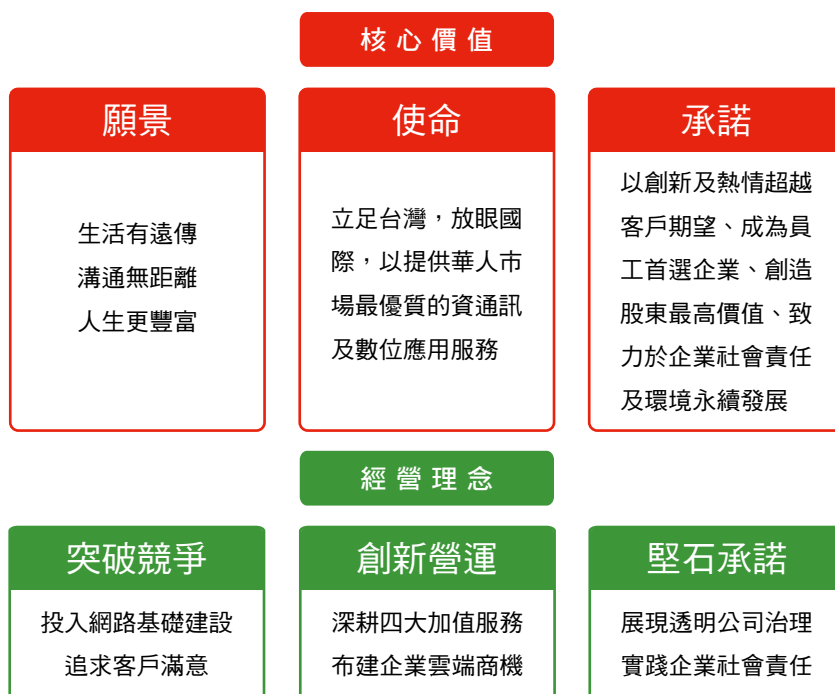 核心價值
願景
生活有遠傳
溝通無距離
人生更豐富
使命
立足台灣，放眼國
際，以提供華人市
場最優質的資通訊
及數位應用服務
承諾
以創新及熱情超越
客戶期望、成為員
工首選企業、創造
股東最高價值、致
力於企業社會責任
及環境永續發展
經營理念
突破競爭
投入網路基礎建設
追求客戶滿意
創新營運
深耕四大加值服務
布建企業雲端商機
堅石承諾
展現透明公司治理
實踐企業社會責任